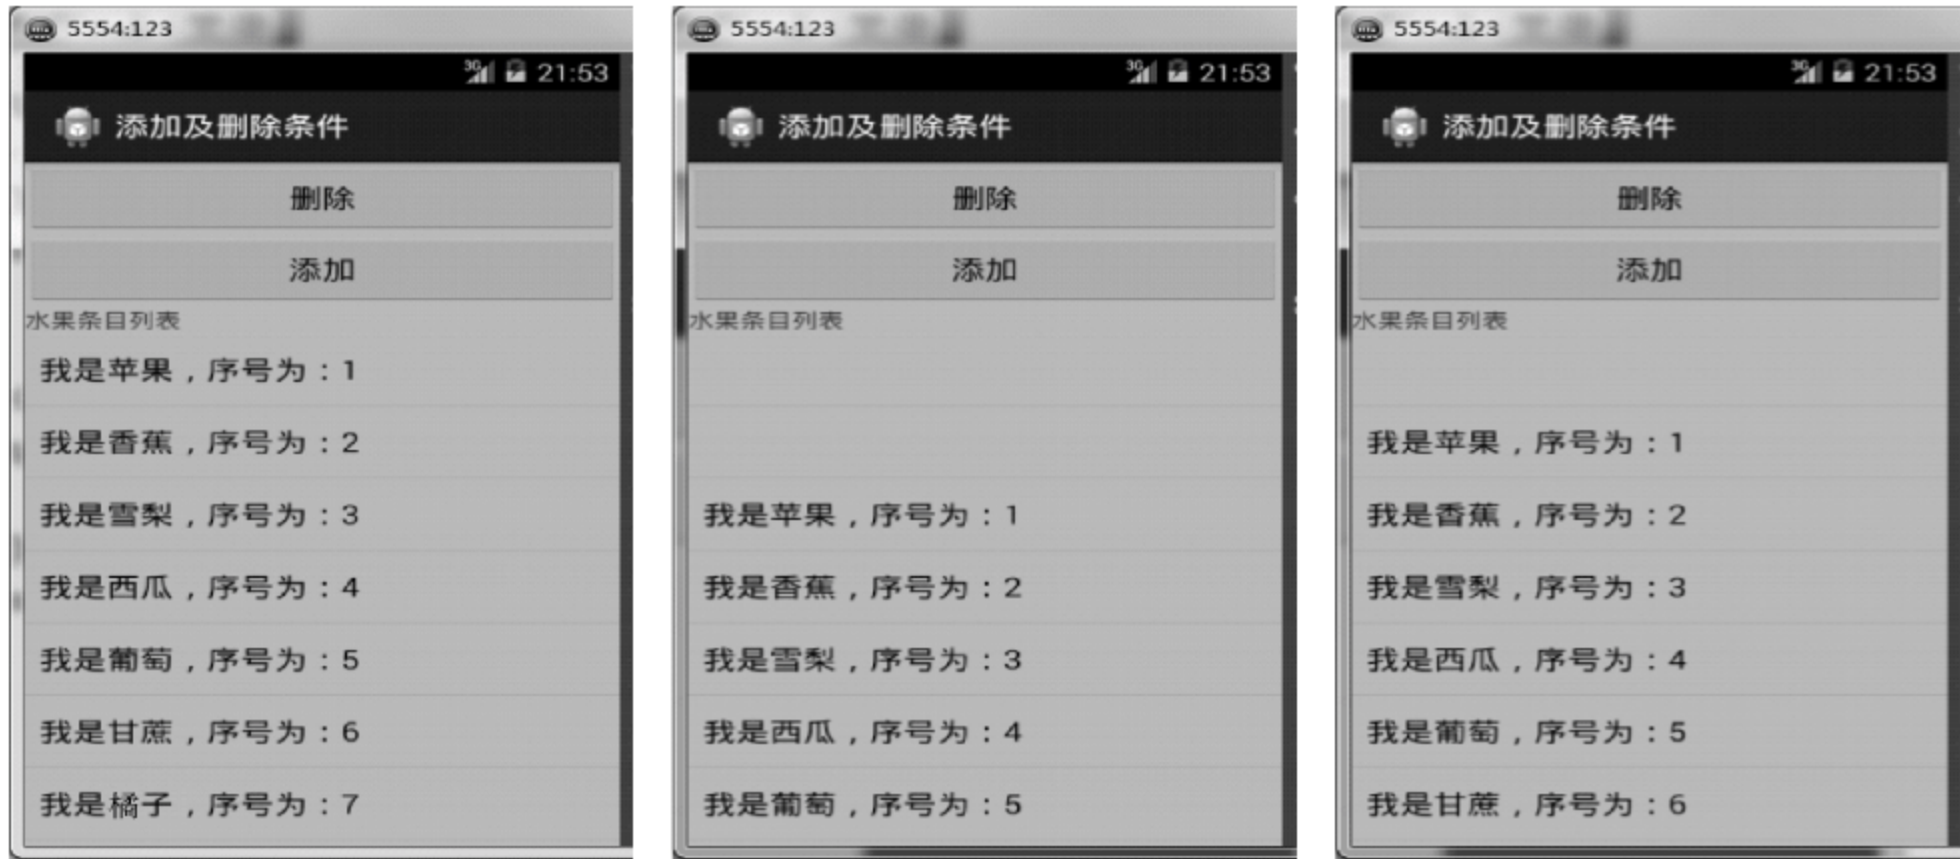 5554:123
3G 21:53
添加及删除条件
删除
添加
水果条目列表
我是苹果，序号为：1
我是香蕉，序号为：2
我是雪梨，序号为：3
我是西瓜，序号为：4
我是葡萄，序号为：5
我是甘蔗，序号为：6
我是橘子，序号为：7
5554:123
3G 21:53
添加及删除条件
删除
添加
水果条目列表
我是苹果，序号为：1
我是香蕉，序号为：2
我是雪梨，序号为：3
我是西瓜，序号为：4
我是葡萄，序号为：5
5554:123
3G 21:53
添加及删除条件
删除
添加
水果条目列表
我是苹果，序号为：1
我是香蕉，序号为：2
我是雪梨，序号为：3
我是西瓜，序号为：4
我是葡萄，序号为：5
我是甘蔗，序号为：6